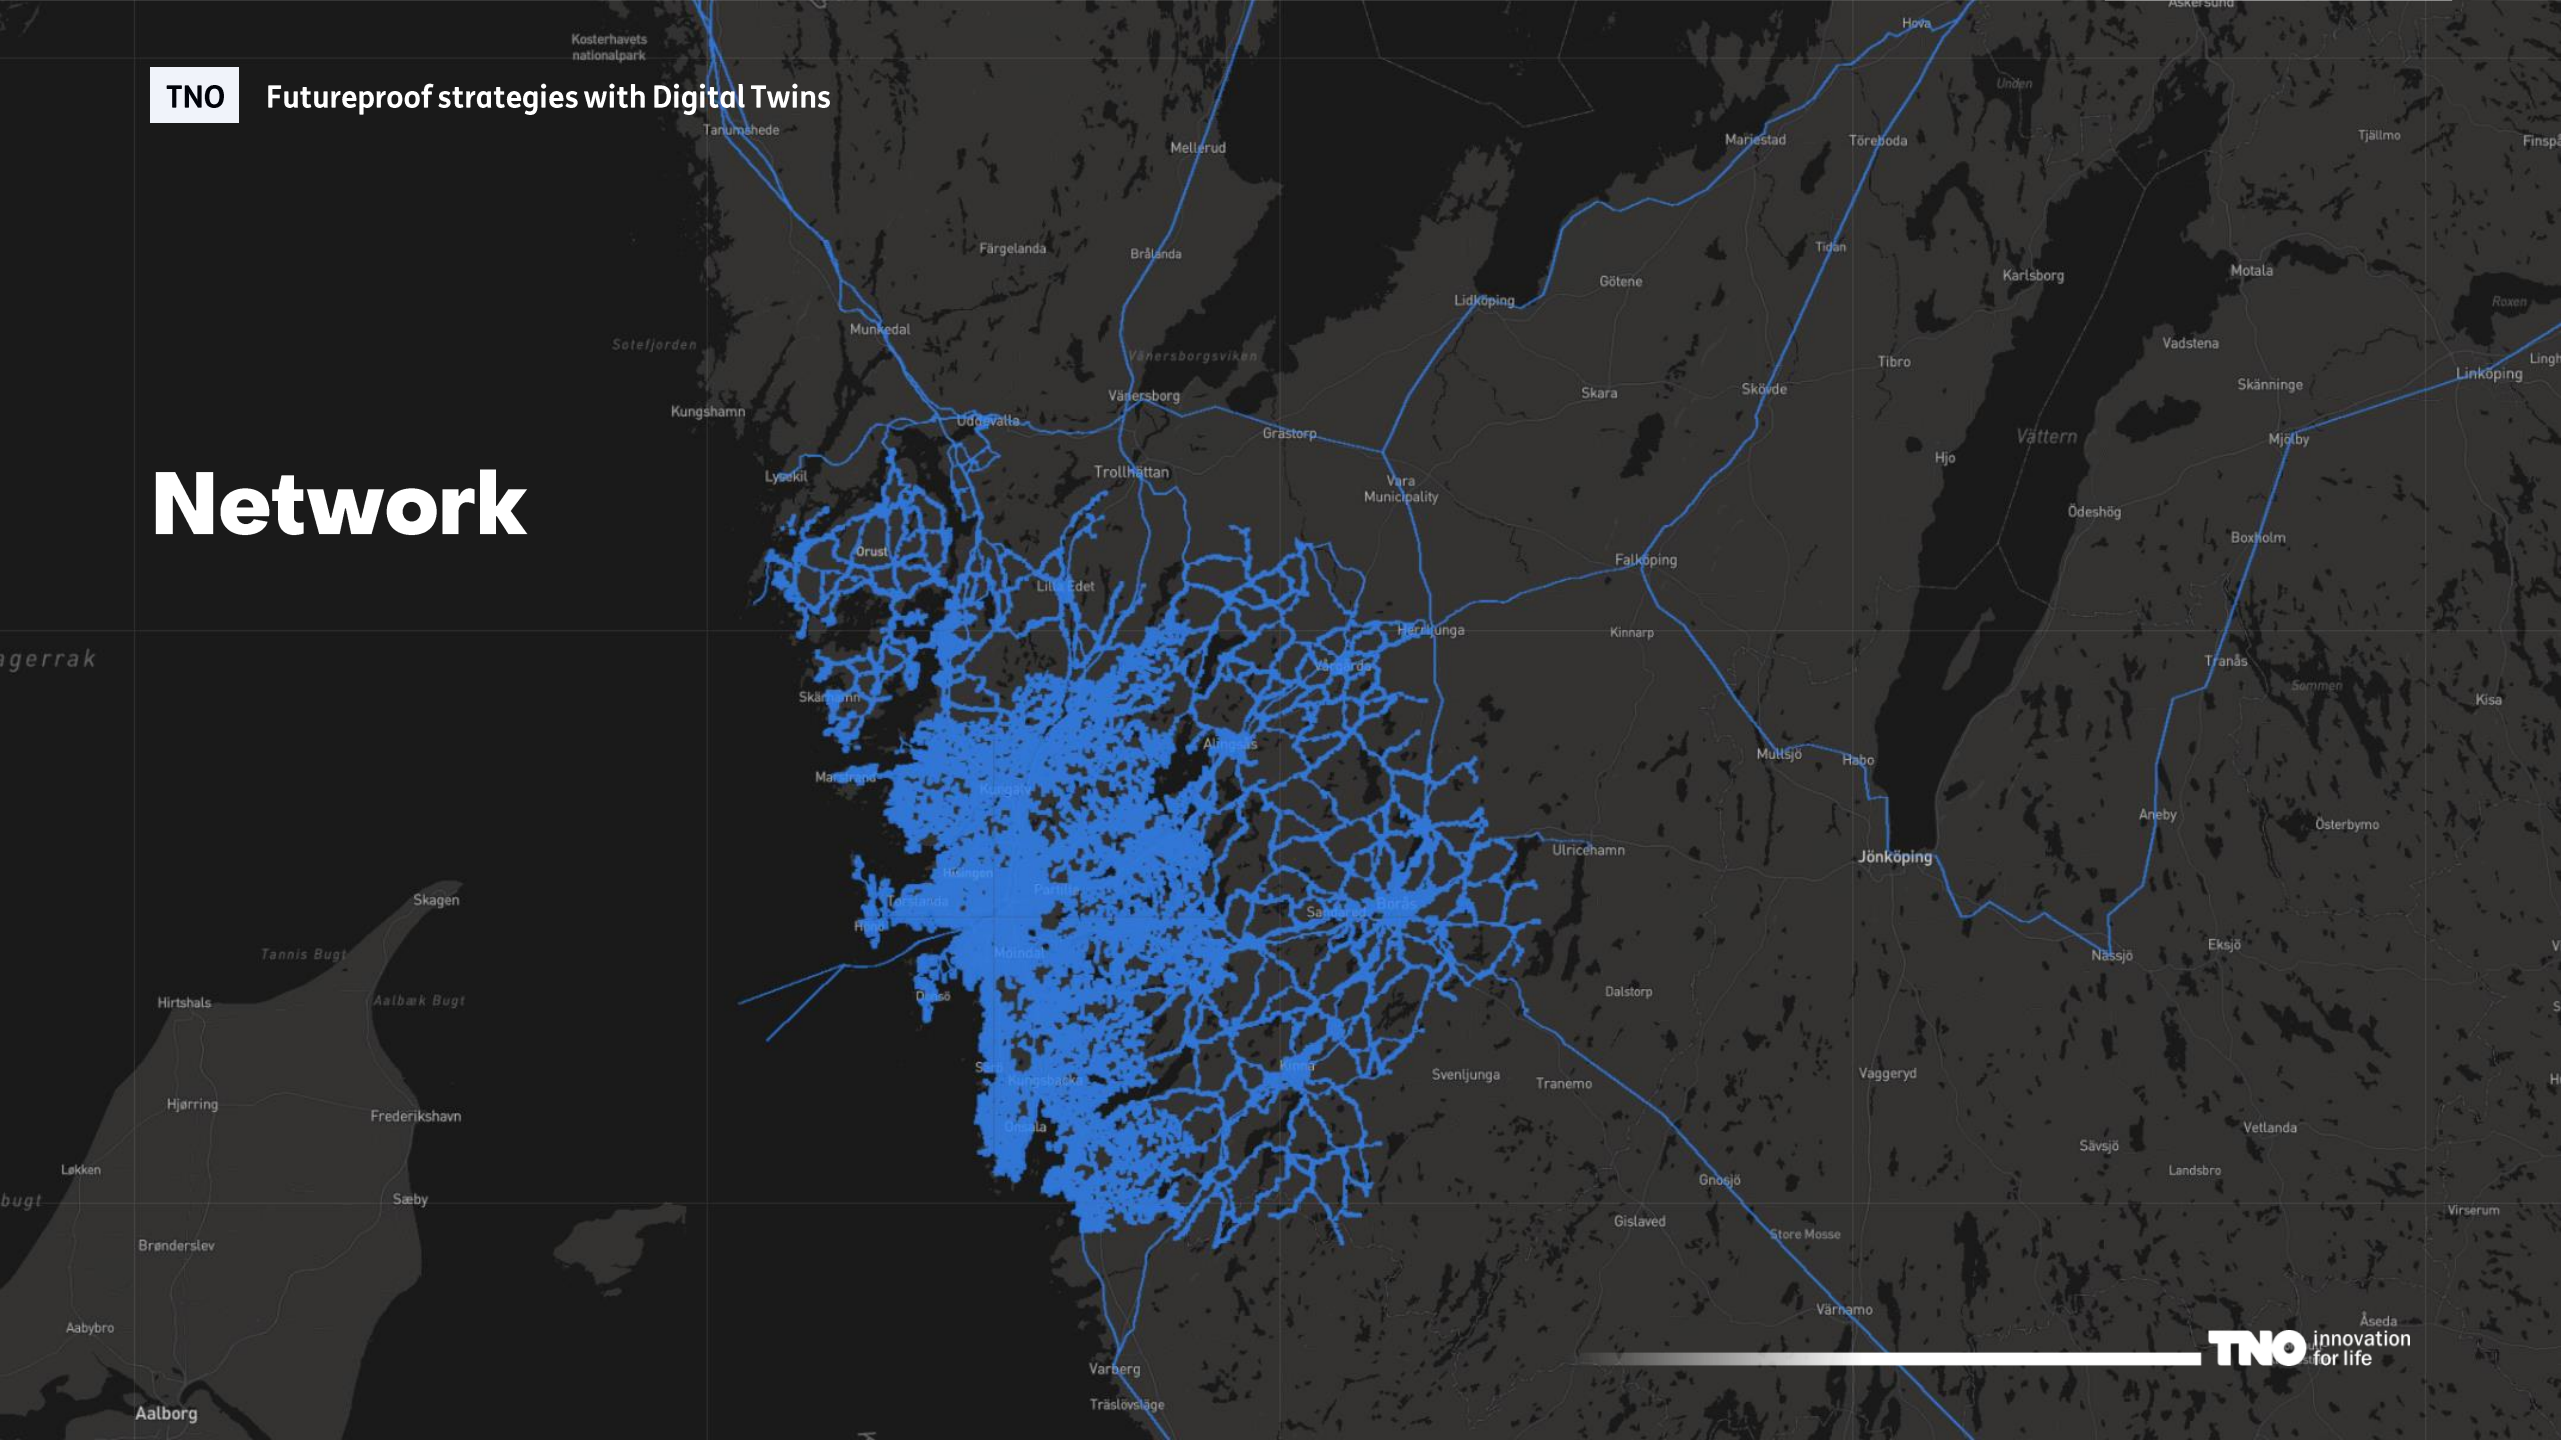 TNO
Futureproof strategies with Digital Twins
Network
Kosterhavets
nationalpark
Tanumshede
Mellerud
Hova
Askersund
Unden
Mariestad
Töreboda
Tjällmo
Färgelanda
Brålanda
Tidan
Götene
Karlsborg
Motala
Lidköping
Roxen
Munkedal
Sotefjorden
Vänersborgsviken
Vadstena
Tibro
Linköping
Skänninge
Skövde
Skara
Vänersborg
Kungshamn
Uddevalla
Grästorp
Vättern
Mjölby
Hjo
Trollhättan
Lysekil
Vara
Municipality
Ödeshög
Boxholm
Orust
Falköping
Lilla Edet
Herrljunga
Kinnarp
Vårgårda
Tranås
Sommen
Skärhamn
Kisa
Alingsås
Mullsjö
Habo
Marstrand
Kungälv
Aneby
Österbymo
Ulricehamn
Jönköping
Hisingen
Partille
Torslanda
Hönö
Sandared
Borås
Skagen
Tannis Bugt
Mölndal
Eksjö
Nässjö
Dalstorp
Donsö
Hirtshals
Aalbæk Bugt
Särö
Kungsbacka
Kinna
Svenljunga
Tranemo
Vaggeryd
Hjørring
Frederikshavn
Onsala
Vetlanda
Sävsjö
Landsbro
Løkken
Gnosjö
bugt
Sæby
Virserum
Gislaved
Store Mosse
Brønderslev
Värnamo
Aabybro
Åseda
Varberg
Träslövsläge
Aalborg
TNO innovation
for life